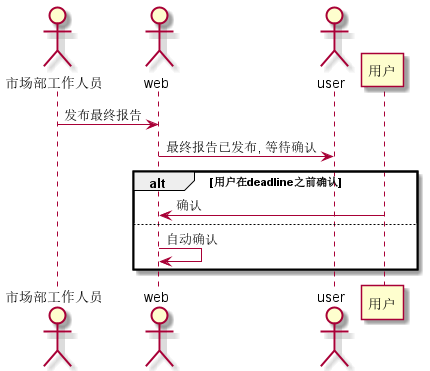 市场部工作人员
web
user
用户
发布最终报告
最终报告已发布, 等待确认
alt
[用户在deadline之前确认]
确认
自动确认
市场部工作人员
web
user
用户